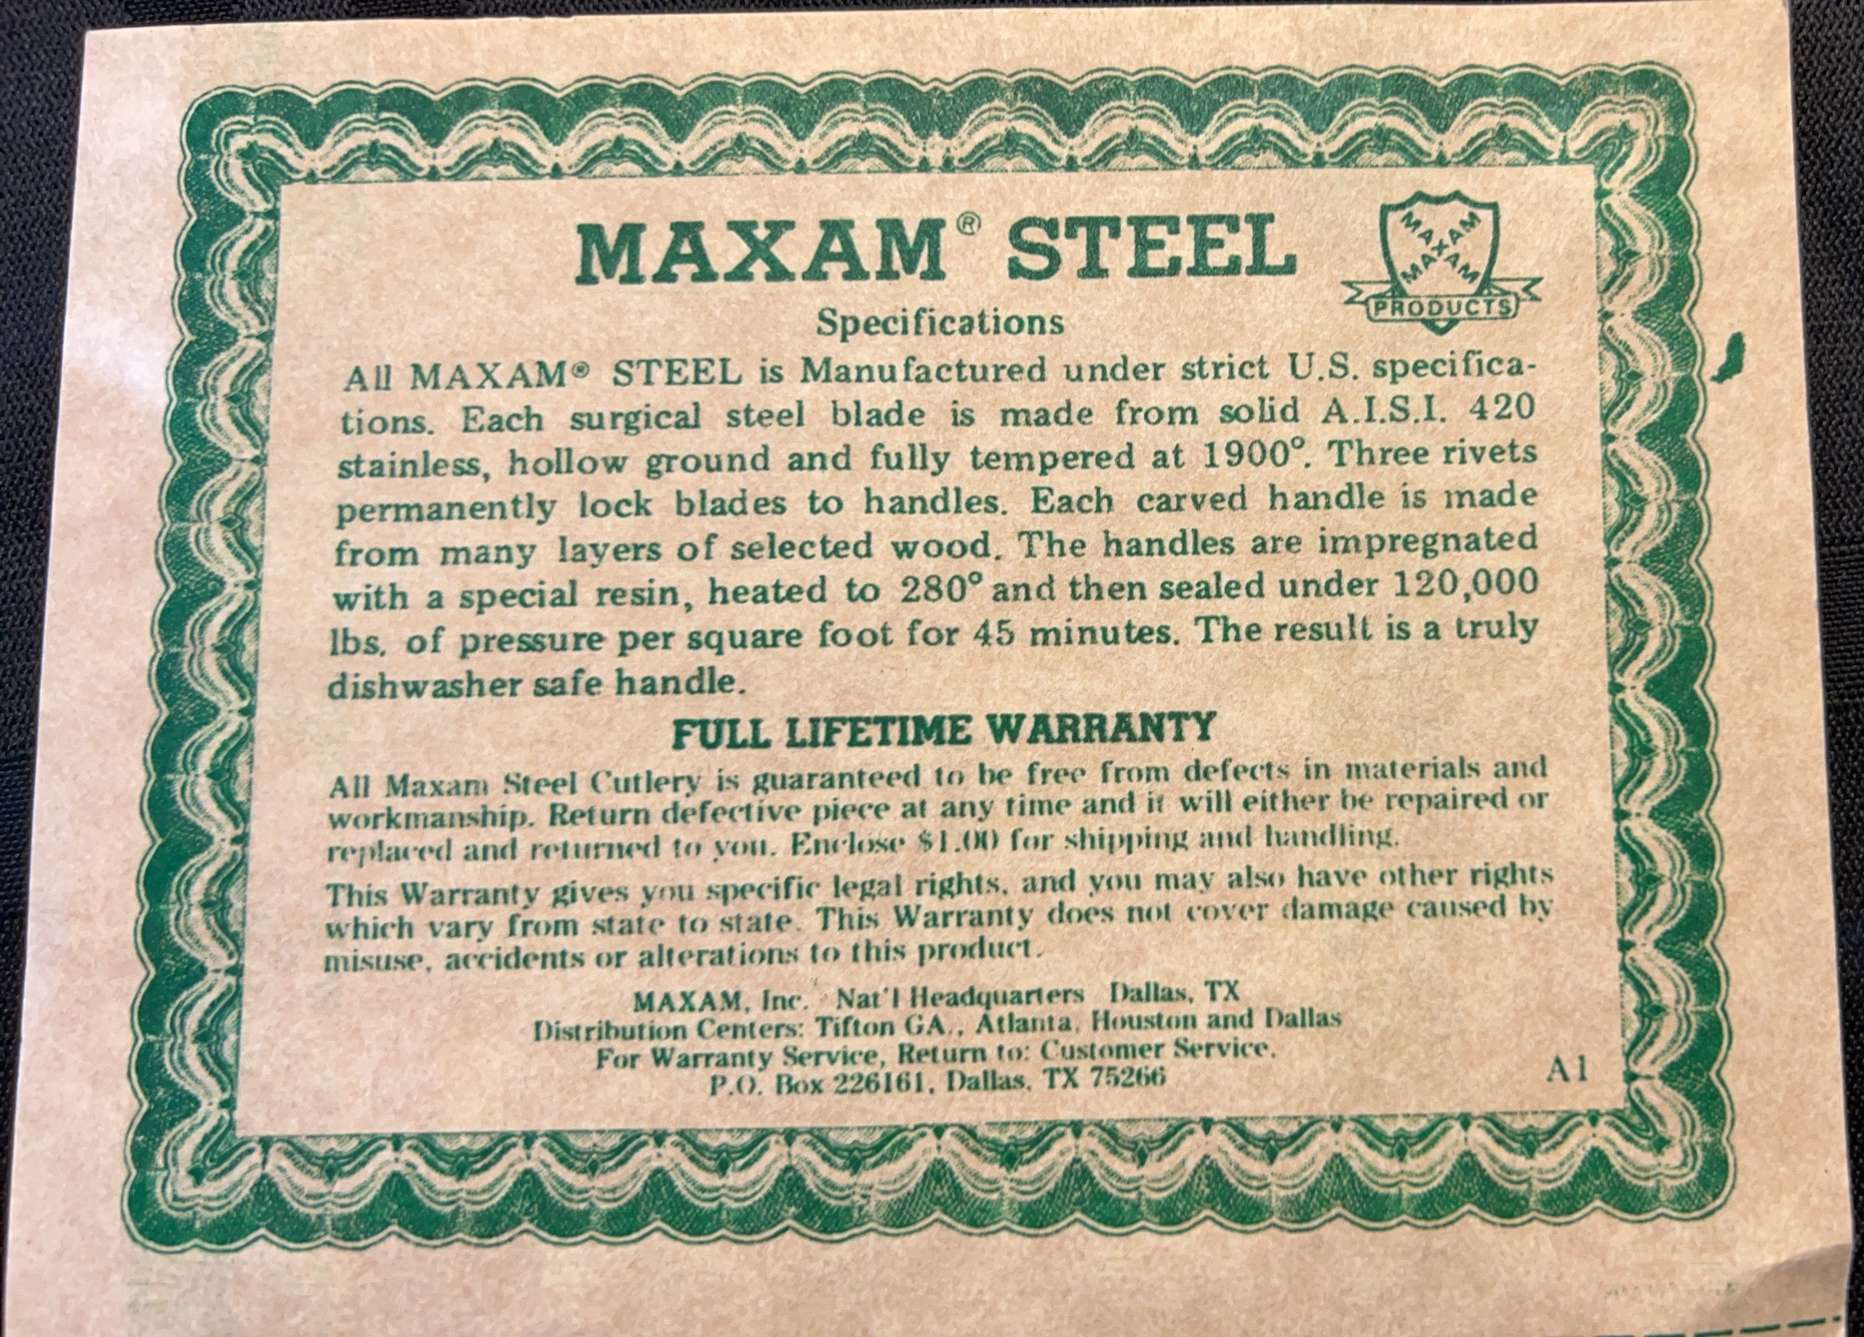 MAXAM® STEEL
MAXAM
MAXAM
PRODUCTS
Specifications
All MAXAM® STEEL is Manufactured under strict U.S. specifica-
tions. Each surgical steel blade is made from solid A.I.S.I. 420
stainless, hollow ground and fully tempered at 1900°. Three rivets
permanently lock blades to handles. Each carved handle is made
from many layers of selected wood. The handles are impregnated
with a special resin, heated to 280° and then sealed under 120,000
lbs. of pressure per square foot for 45 minutes. The result is a truly
dishwasher safe handle.
FULL LIFETIME WARRANTY
All Maxam Steel Cutlery is guaranteed to be free from defects in materials and
workmanship. Return defective piece at any time and it will either be repaired or
replaced and returned to you. Enclose $1.00 for shipping and handling.
This Warranty gives you specific legal rights, and you may also have other rights
which vary from state to state. This Warranty does not cover damage caused by
misuse, accidents or alterations to this product.
MAXAM, Inc. Nat'l Headquarters Dallas, TX
Distribution Centers: Tifton GA., Atlanta, Houston and Dallas
For Warranty Service, Return to: Customer Service.
P.O. Box 226161, Dallas, TX 75266
A1